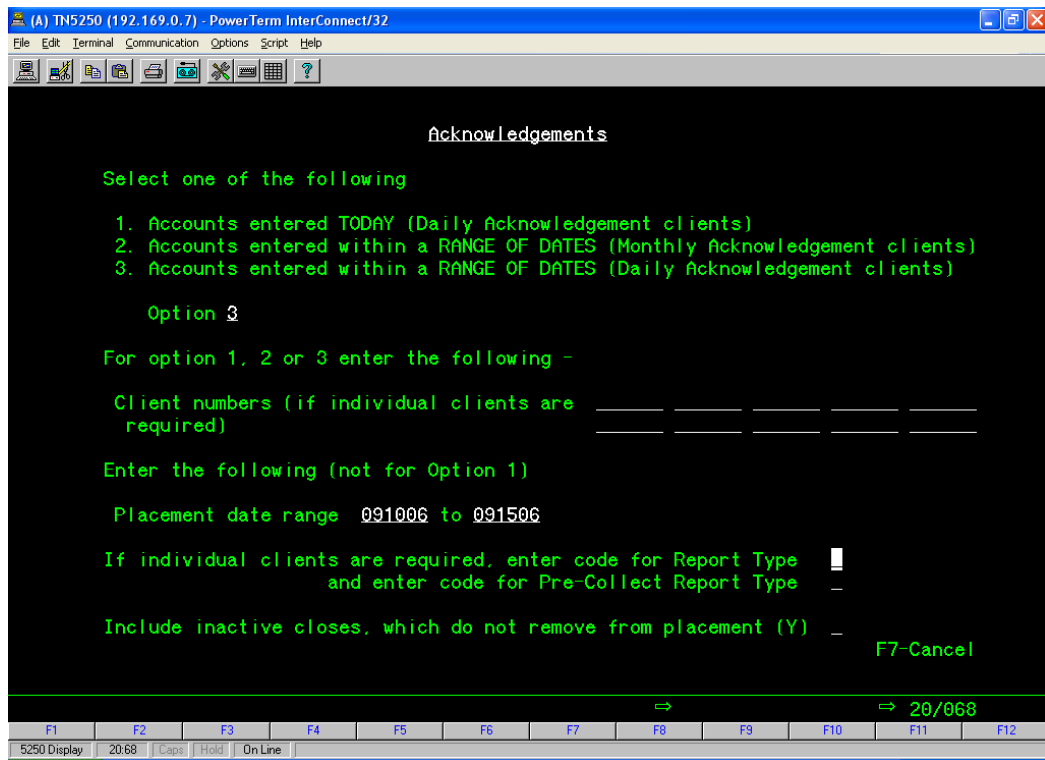 (A) TN5250 (192.169.0.7) - PowerTerm InterConnect/32
File Edit Terminal Communication Options Script Help
Acknowledgements
Select one of the following
1. Accounts entered TODAY (Daily Acknowledgement clients)
2. Accounts entered within a RANGE OF DATES (Monthly Acknowledgement clients)
3. Accounts entered within a RANGE OF DATES (Daily Acknowledgement clients)
Option 3
For option 1, 2 or 3 enter the following -
Client numbers (if individual clients are
required)
Enter the following (not for Option 1)
Placement date range 091006 to 091506
If individual clients are required, enter code for Report Type
and enter code for Pre-Collect Report Type
Include inactive closes, which do not remove from placement (Y)
F7-Cancel
⇨ ⇨ 20/068
F1 F2 F3 F4 F5 F6 F7 F8 F9 F10 F11 F12
5250 Display 20:68 Caps Hold On Line